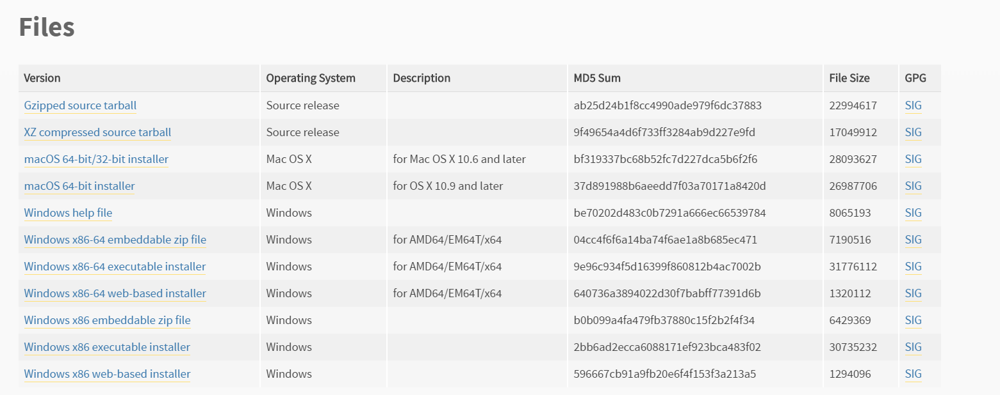 Files
Version Operating System Description MD5 Sum File Size GPG
Gzipped source tarball Source release ab25d24b1f8cc4990ade979f6dc37883 22994617 SIG
XZ compressed source tarball Source release 9f49654a4d6f733ff3284ab9d227e9fd 17049912 SIG
macOS 64-bit/32-bit installer Mac OS X for Mac OS X 10.6 and later bf319337bc68b52fc7d227dca5b6f2f6 28093627 SIG
macOS 64-bit installer Mac OS X for OS X 10.9 and later 37d891988b6aeedd7f03a70171a8420d 26987706 SIG
Windows help file Windows be70202d483c0b7291a666ec66539784 8065193 SIG
Windows x86-64 embeddable zip file Windows for AMD64/EM64T/x64 04cc4f6f6a14ba74f6ae1a8b685ec471 7190516 SIG
Windows x86-64 executable installer Windows for AMD64/EM64T/x64 9e96c934f5d16399f860812b4ac7002b 31776112 SIG
Windows x86-64 web-based installer Windows for AMD64/EM64T/x64 640736a3894022d30f7babff77391d6b 1320112 SIG
Windows x86 embeddable zip file Windows b0b099a4fa479fb37880c15f2b2f4f34 6429369 SIG
Windows x86 executable installer Windows 2bb6ad2ecca6088171ef923bca483f02 30735232 SIG
Windows x86 web-based installer Windows 596667cb91a9fb20e6f4f153f3a213a5 1294096 SIG